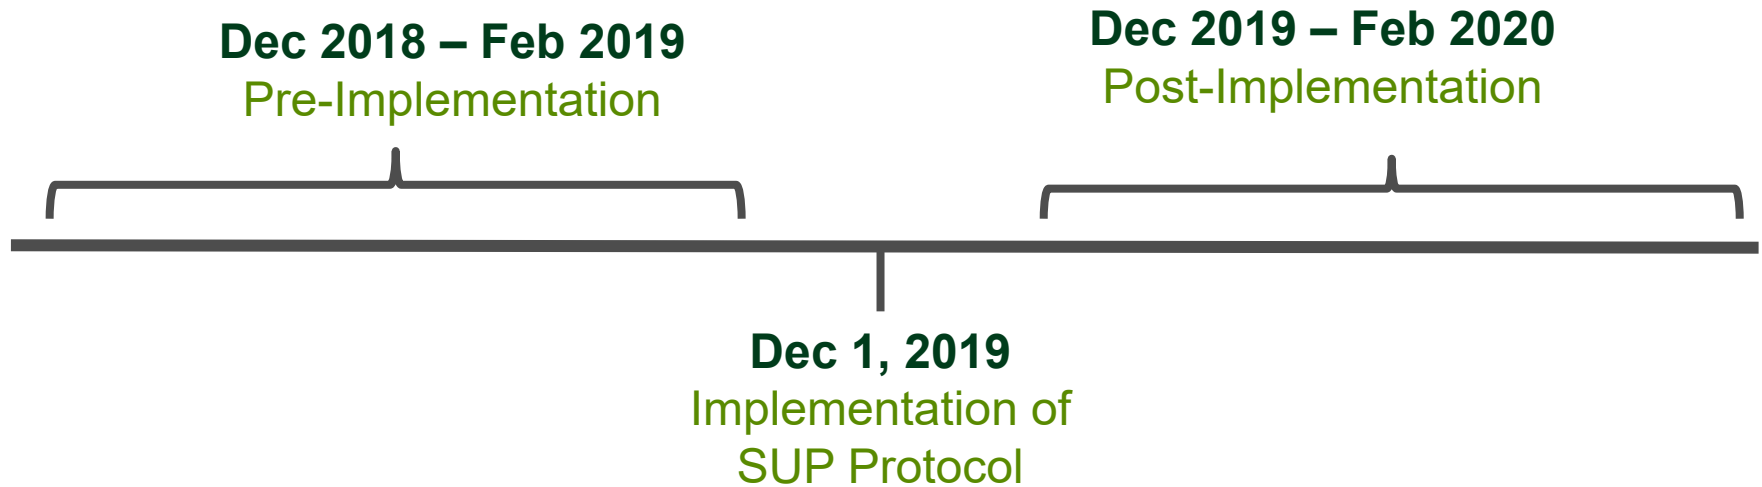 Dec 2018 – Feb 2019
Pre-Implementation
Dec 2019 – Feb 2020
Post-Implementation
Dec 1, 2019
Implementation of
SUP Protocol